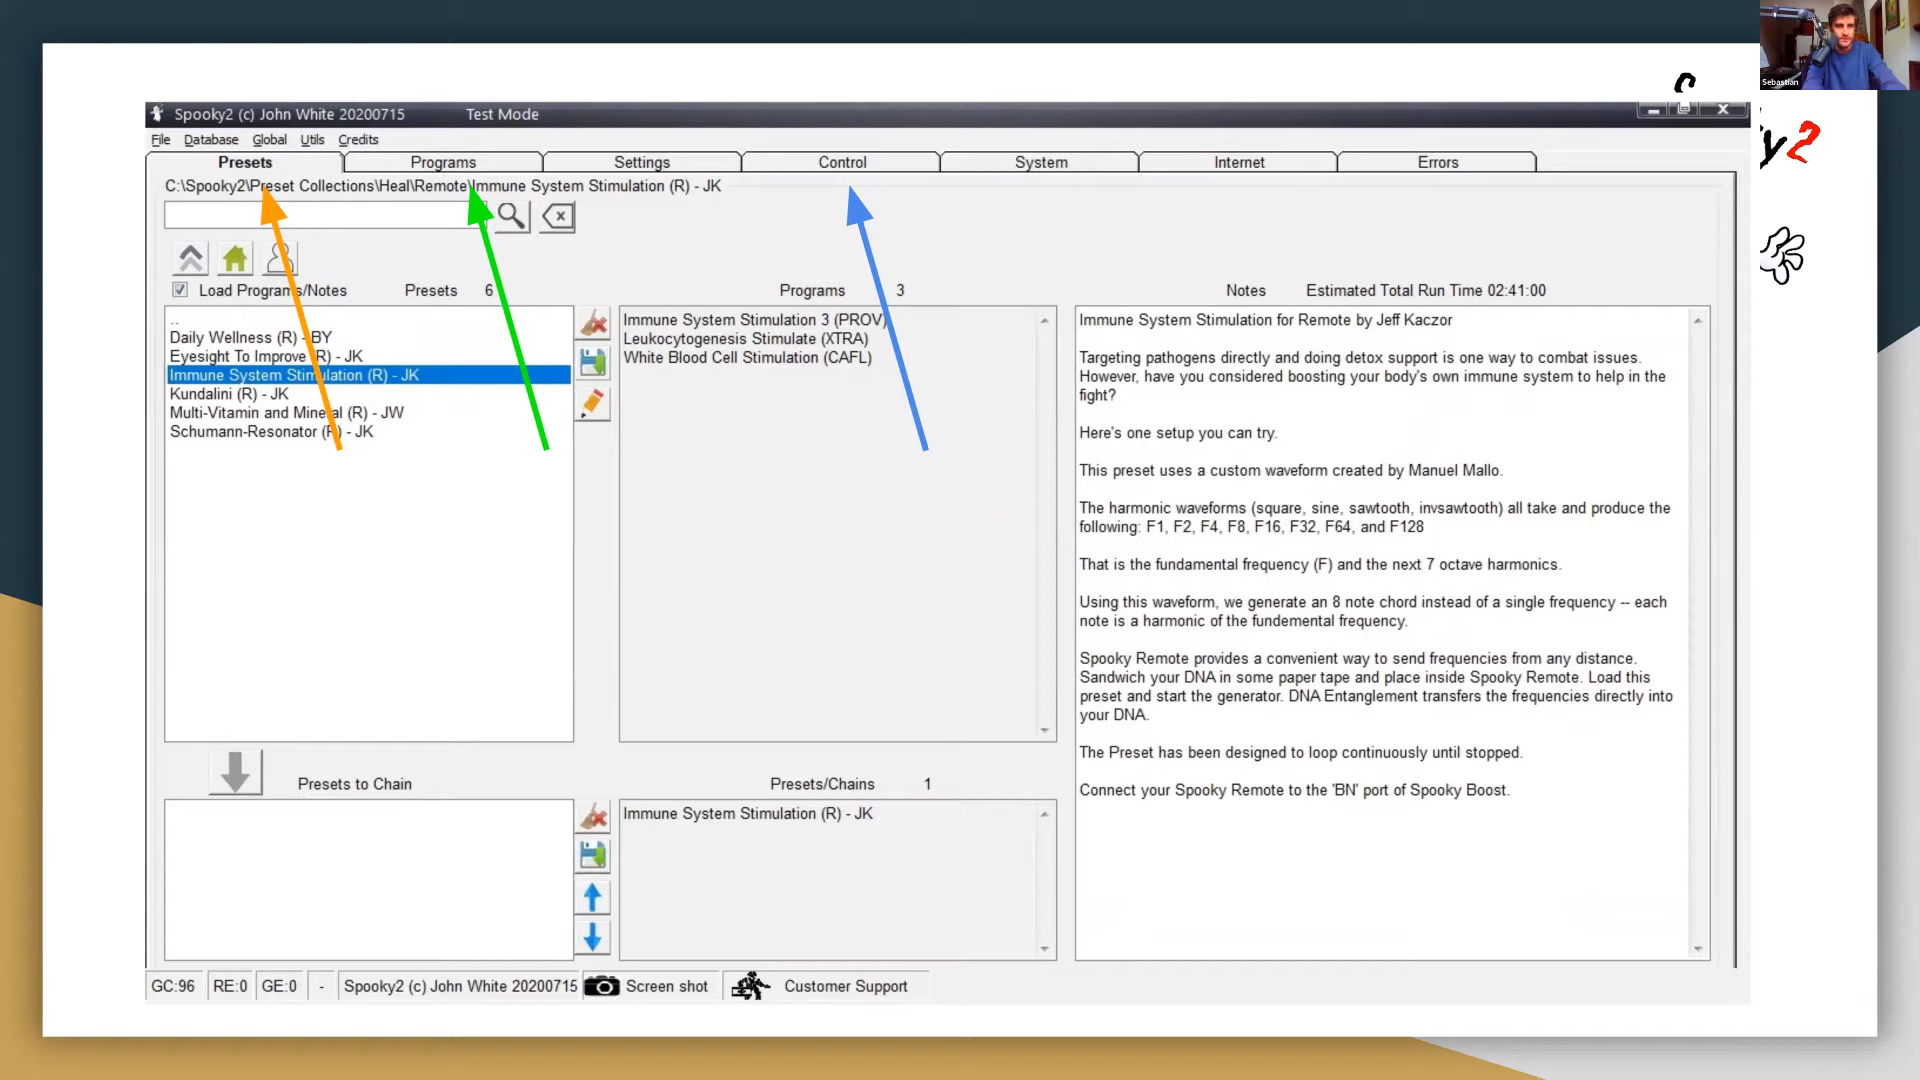 Sebastian
y2
Spooky2 (c) John White 20200715 Test Mode
File Database Global Utils Credits
Presets Programs Settings Control System Internet Errors
C:\Spooky2\Preset Collections\Heal\Remote\Immune System Stimulation (R) - JK
Load Programs/Notes Presets 6 Programs 3 Notes Estimated Total Run Time 02:41:00
..
Daily Wellness (R) - BY
Eyesight To Improve (R) - JK
Immune System Stimulation (R) - JK
Kundalini (R) - JK
Multi-Vitamin and Mineral (R) - JW
Schumann-Resonator (R) - JK
Immune System Stimulation 3 (PROV)
Leukocytogenesis Stimulate (XTRA)
White Blood Cell Stimulation (CAFL)
Immune System Stimulation for Remote by Jeff Kaczor
Targeting pathogens directly and doing detox support is one way to combat issues.
However, have you considered boosting your body's own immune system to help in the
fight?
Here's one setup you can try.
This preset uses a custom waveform created by Manuel Mallo.
The harmonic waveforms (square, sine, sawtooth, invsawtooth) all take and produce the
following: F1, F2, F4, F8, F16, F32, F64, and F128
That is the fundamental frequency (F) and the next 7 octave harmonics.
Using this waveform, we generate an 8 note chord instead of a single frequency -- each
note is a harmonic of the fundemental frequency.
Spooky Remote provides a convenient way to send frequencies from any distance.
Sandwich your DNA in some paper tape and place inside Spooky Remote. Load this
preset and start the generator. DNA Entanglement transfers the frequencies directly into
your DNA.
The Preset has been designed to loop continuously until stopped.
Connect your Spooky Remote to the 'BN' port of Spooky Boost.
Presets to Chain Presets/Chains 1
Immune System Stimulation (R) - JK
GC:96 RE:0 GE:0 - Spooky2 (c) John White 20200715 Screen shot Customer Support